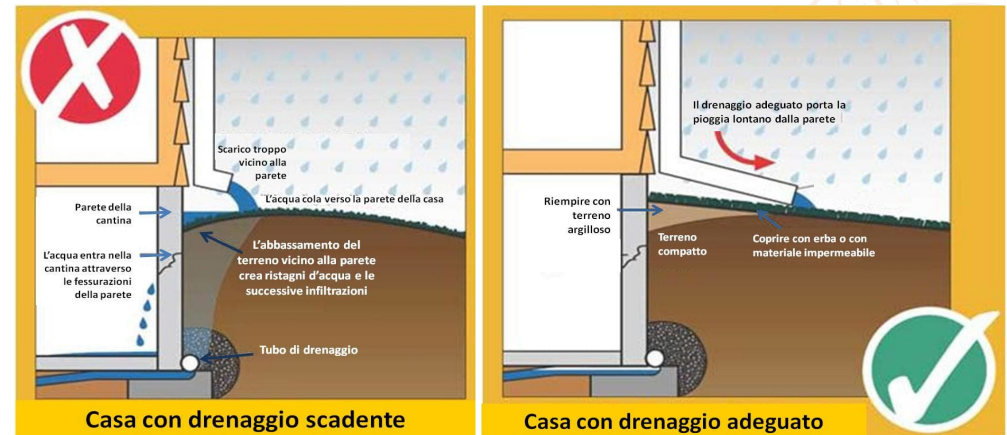 Scarico troppo
vicino alla
parete
L'acqua cola verso la parete della casa
Parete della
cantina
L'acqua entra nella
cantina attraverso
le fessurazioni
della parete
L'abbassamento del
terreno vicino alla parete
crea ristagni d'acqua e le
successive infiltrazioni
Tubo di drenaggio
Casa con drenaggio scadente
Il drenaggio adeguato porta la
pioggia lontano dalla parete
Riempire con
terreno
argilloso
Terreno
compatto
Coprire con erba o con
materiale impermeabile
Casa con drenaggio adeguato